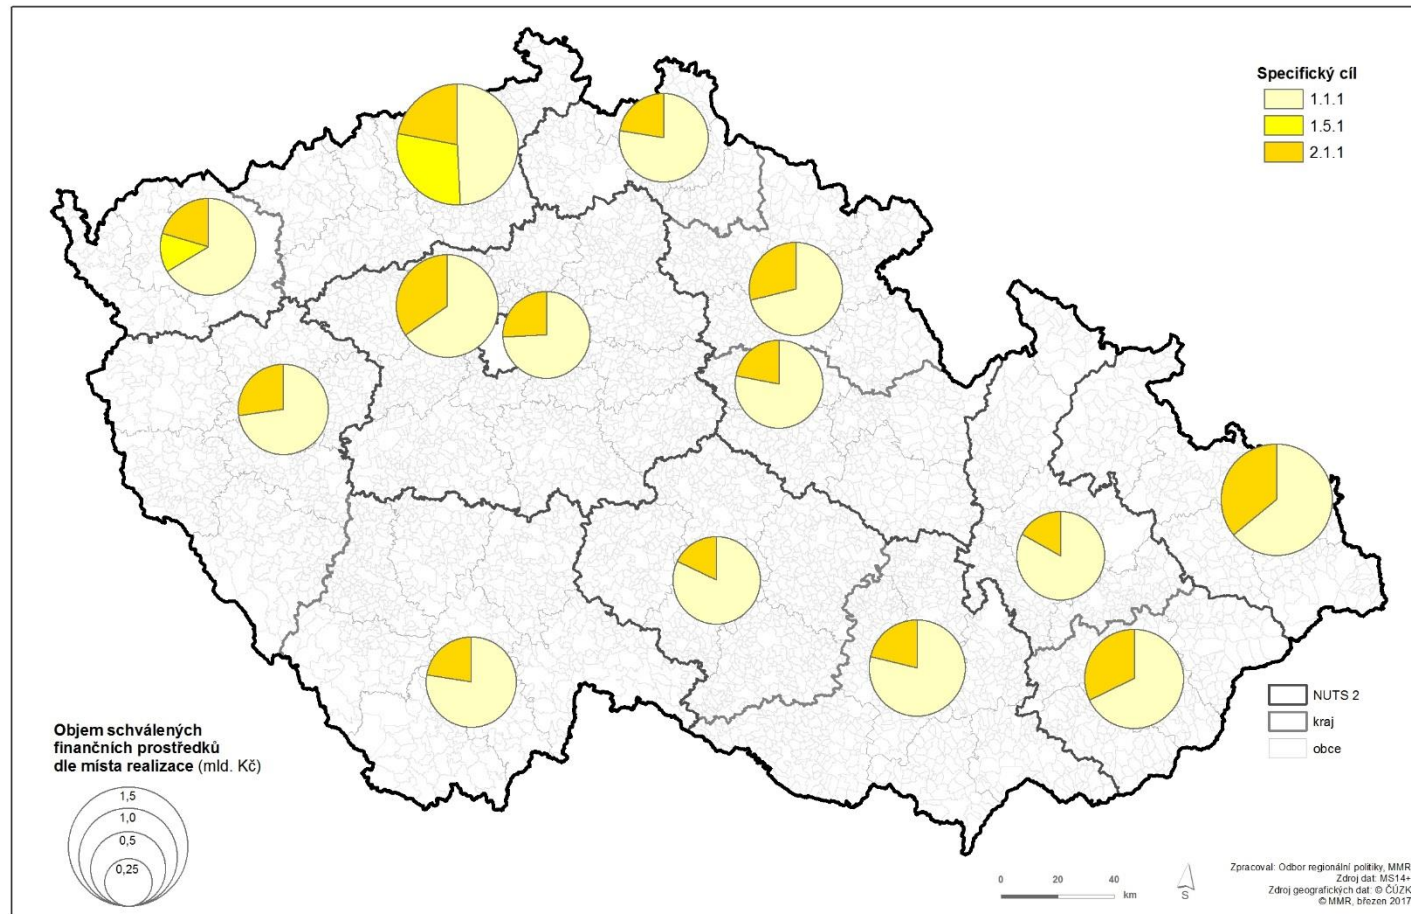 Specifický cíl
1.1.1
1.5.1
2.1.1
NUTS 2
kraj
obce
Objem schválených
finančních prostředků
dle místa realizace (mld. Kč)
1,5
1,0
0,5
0,25
0 20 40
km
S
Zpracoval: Odbor regionální politiky, MMR
Zdroj dat: MS14+
Zdroj geografických dat: © ČÚZK
© MMR, březen 2017